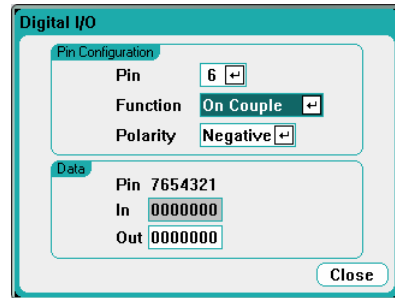 Digital I/O
Pin Configuration
Pin 6
Function On Couple
Polarity Negative
Data
Pin 7654321
In 0000000
Out 0000000
Close